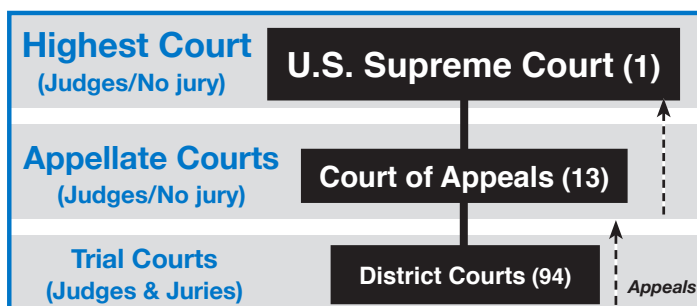 Highest Court
(Judges/No jury)
U.S. Supreme Court (1)
Appellate Courts
(Judges/No jury)
Court of Appeals (13)
Trial Courts
(Judges & Juries)
District Courts (94)
Appeals